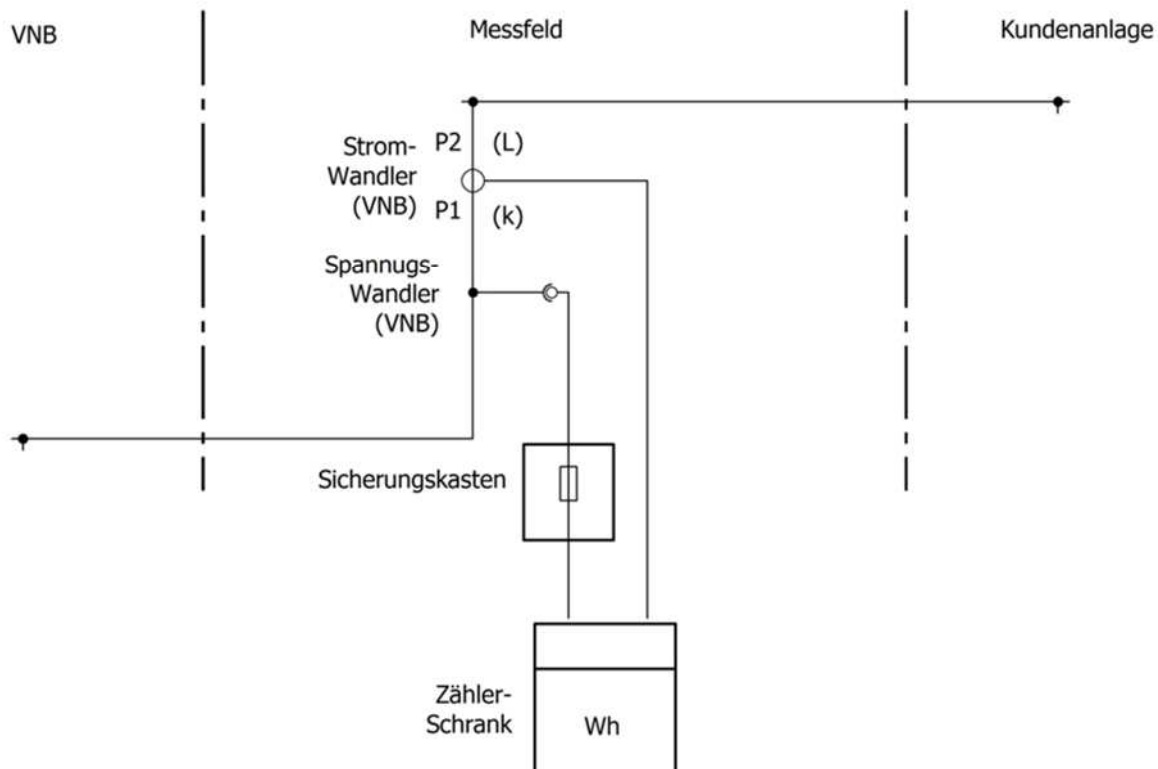 VNB
Messfeld
Kundenanlage
Strom-
Wandler
(VNB)
P2 (L)
P1 (k)
Spannugs-
Wandler
(VNB)
Sicherungskasten
Zähler-
Schrank
Wh